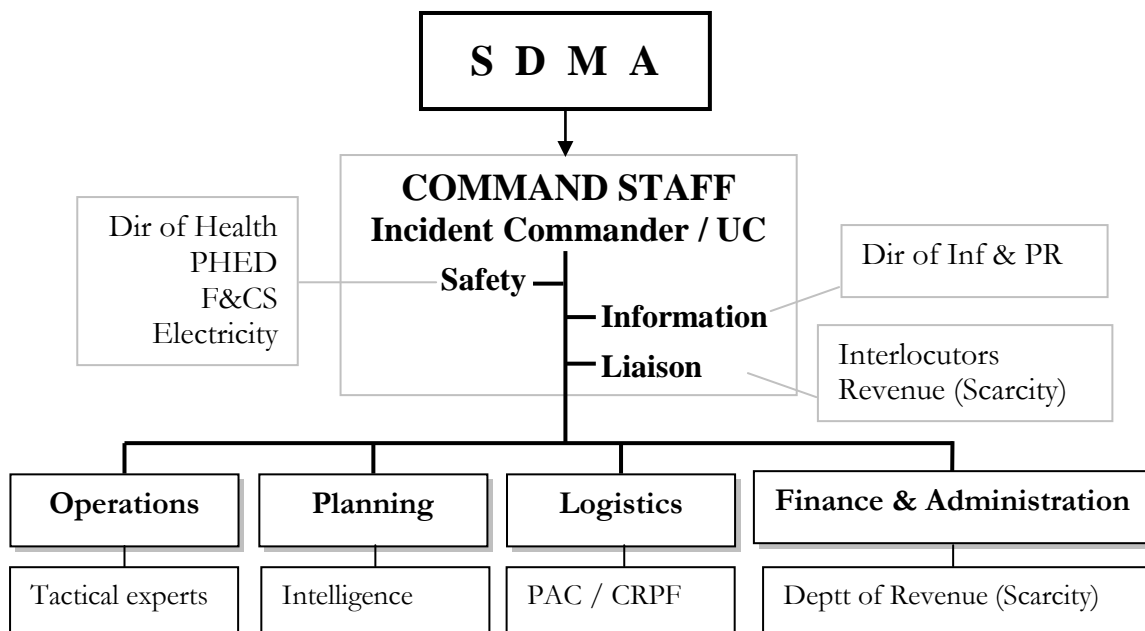 S D M A
COMMAND STAFF
Incident Commander / UC
Dir of Health
PHED
F&CS
Electricity
Safety
Information
Liaison
Dir of Inf & PR
Interlocutors
Revenue (Scarcity)
Operations
Planning
Logistics
Finance & Administration
Tactical experts
Intelligence
PAC / CRPF
Deptt of Revenue (Scarcity)